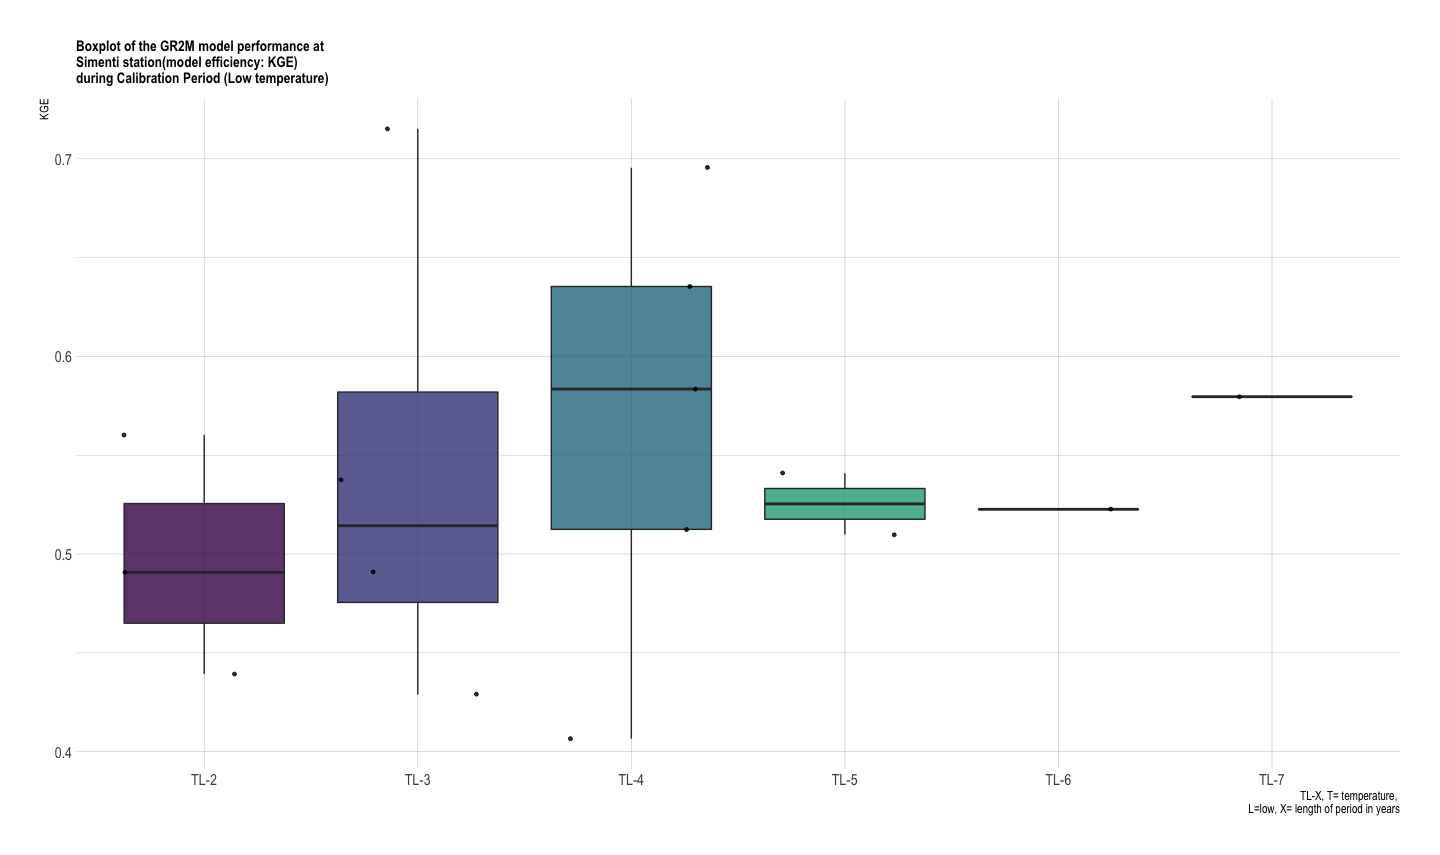 Boxplot of the GR2M model performance at
Simenti station(model efficiency: KGE)
during Calibration Period (Low temperature)
KGE
0.7
0.6
0.5
0.4
TL-2 TL-3 TL-4 TL-5 TL-6 TL-7
TL-X, T= temperature,
L=low, X= length of period in years